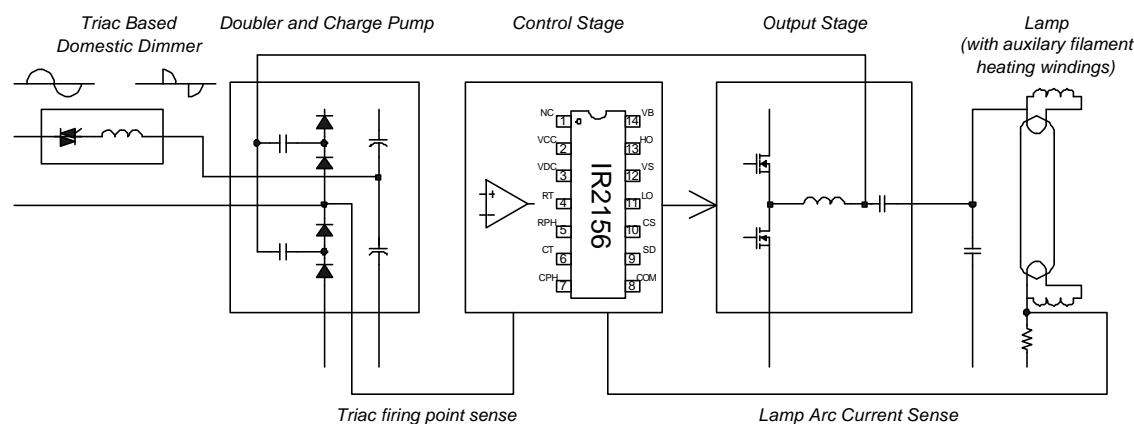 Triac Based
Domestic Dimmer
Doubler and Charge Pump
Control Stage
Output Stage
Lamp
(with auxilary filament
heating windings)
NC
1
14
VB
VCC
2
13
HO
VDC
3
12
VS
RT
4
11
LO
RPH
5
10
CS
CT
6
9
SD
CPH
7
8
COM
IR2156
Triac firing point sense
Lamp Arc Current Sense